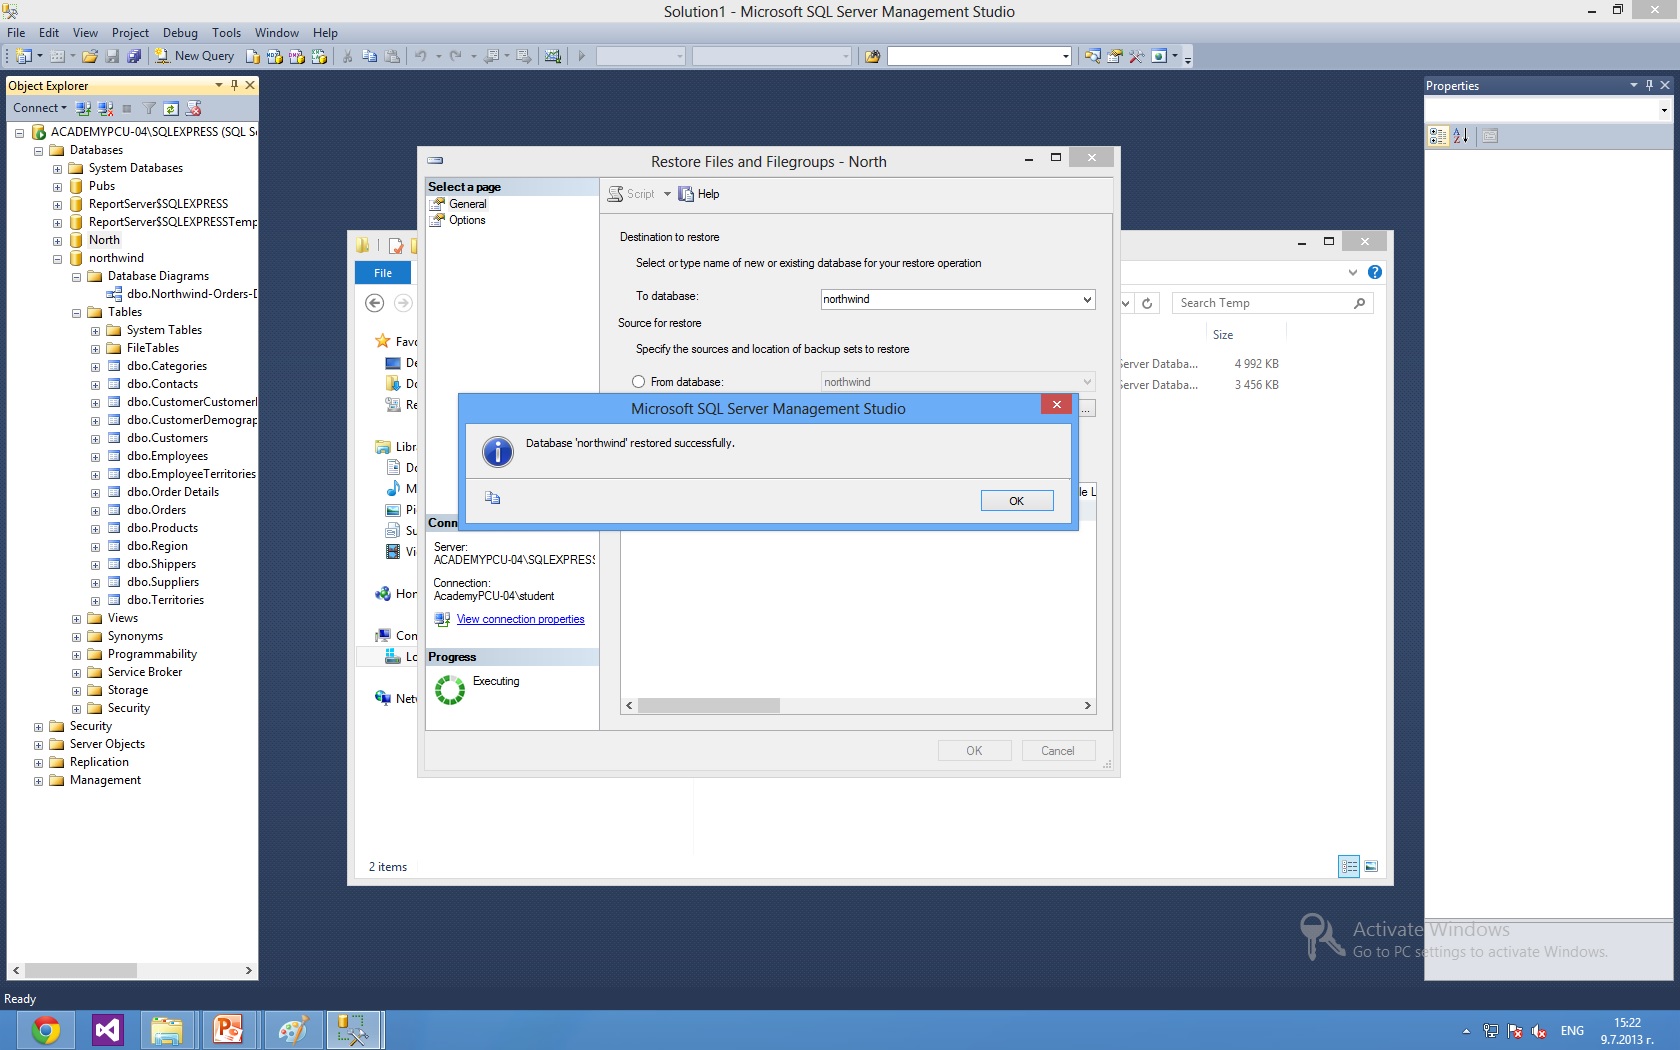 Solution1 - Microsoft SQL Server Management Studio
File Edit View Project Debug Tools Window Help
New Query
Object Explorer
Connect
ACADEMYPCU-04\SQLEXPRESS (SQL S
Databases
System Databases
Pubs
ReportServer$SQLEXPRESS
ReportServer$SQLEXPRESSTemp
North
northwind
Database Diagrams
dbo.Northwind-Orders-D
Tables
System Tables
FileTables
dbo.Categories
dbo.Contacts
dbo.CustomerCustomer
dbo.CustomerDemograp
dbo.Customers
dbo.Employees
dbo.EmployeeTerritories
dbo.Order Details
dbo.Orders
dbo.Products
dbo.Region
dbo.Shippers
dbo.Suppliers
dbo.Territories
Views
Synonyms
Programmability
Service Broker
Storage
Security
Security
Server Objects
Replication
Management
Restore Files and Filegroups - North
Select a page
General
Options
Script Help
Destination to restore
Select or type name of new or existing database for your restore operation
To database: northwind
Source for restore
Specify the sources and location of backup sets to restore
From database: northwind
...
le L
Microsoft SQL Server Management Studio
Database 'northwind' restored successfully.
OK
Conn
Server:
ACADEMYPCU-04\SQLEXPRESS
Connection:
AcademyPCU-04\student
View connection properties
Progress
Executing
OK Cancel
File
Favo
De
Do
Re
Libr
Do
M
Pi
Su
Vi
Hom
Com
Lo
Netw
Search Temp
Size
Server Databa... 4 992 KB
Server Databa... 3 456 KB
2 items
Properties
Activate Windows
Go to PC settings to activate Windows.
Ready
ENG
15:22
9.7.2013 г.